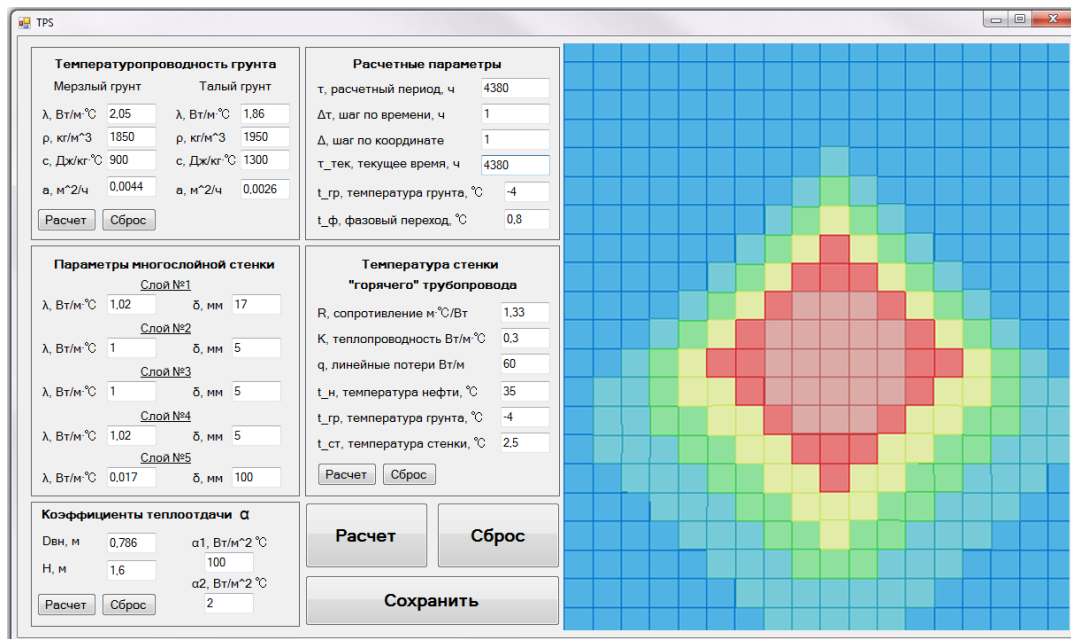 TPS
Температуропроводность грунта
Мерзлый грунт Талый грунт
λ, Вт/м·℃ 2,05 λ, Вт/м·℃ 1,86
ρ, кг/м^3 1850 ρ, кг/м^3 1950
с, Дж/кг·℃ 900 с, Дж/кг·℃ 1300
а, м^2/ч 0,0044 а, м^2/ч 0,0026
Расчет Сброс
Параметры многослойной стенки
Слой №1
λ, Вт/м·℃ 1,02 δ, мм 17
Слой №2
λ, Вт/м·℃ 1 δ, мм 5
Слой №3
λ, Вт/м·℃ 1 δ, мм 5
Слой №4
λ, Вт/м·℃ 1,02 δ, мм 5
Слой №5
λ, Вт/м·℃ 0,017 δ, мм 100
Коэффициенты теплоотдачи α
Dвн, м 0,786
H, м 1,6
α1, Вт/м^2 ℃
100
α2, Вт/м^2 ℃
2
Расчет Сброс
Расчетные параметры
τ, расчетный период, ч 4380
Δτ, шаг по времени, ч 1
Δ, шаг по координате 1
τ_тек, текущее время, ч 4380
t_гр, температура грунта, ℃ -4
t_ф, фазовый переход, ℃ 0,8
Температура стенки
"горячего" трубопровода
R, сопротивление м·℃/Вт 1,33
K, теплопроводность Вт/м·℃ 0,3
q, линейные потери Вт/м 60
t_н, температура нефти, ℃ 35
t_гр, температура грунта, ℃ -4
t_ст, температура стенки, ℃ 2,5
Расчет Сброс
Расчет Сброс
Сохранить